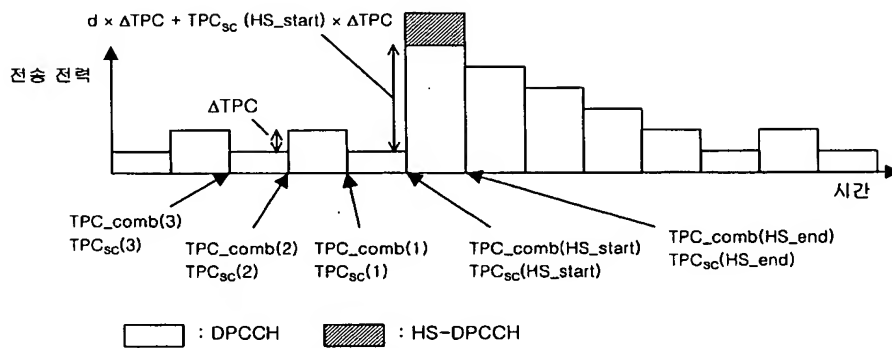 d × ΔTPC + TPCsc (HS_start) × ΔTPC
전송 전력
ΔTPC
시간
TPC_comb(3)
TPCsc(3)
TPC_comb(2)
TPCsc(2)
TPC_comb(1)
TPCsc(1)
TPC_comb(HS_start)
TPCsc(HS_start)
TPC_comb(HS_end)
TPCsc(HS_end)
: DPCCH
: HS-DPCCH